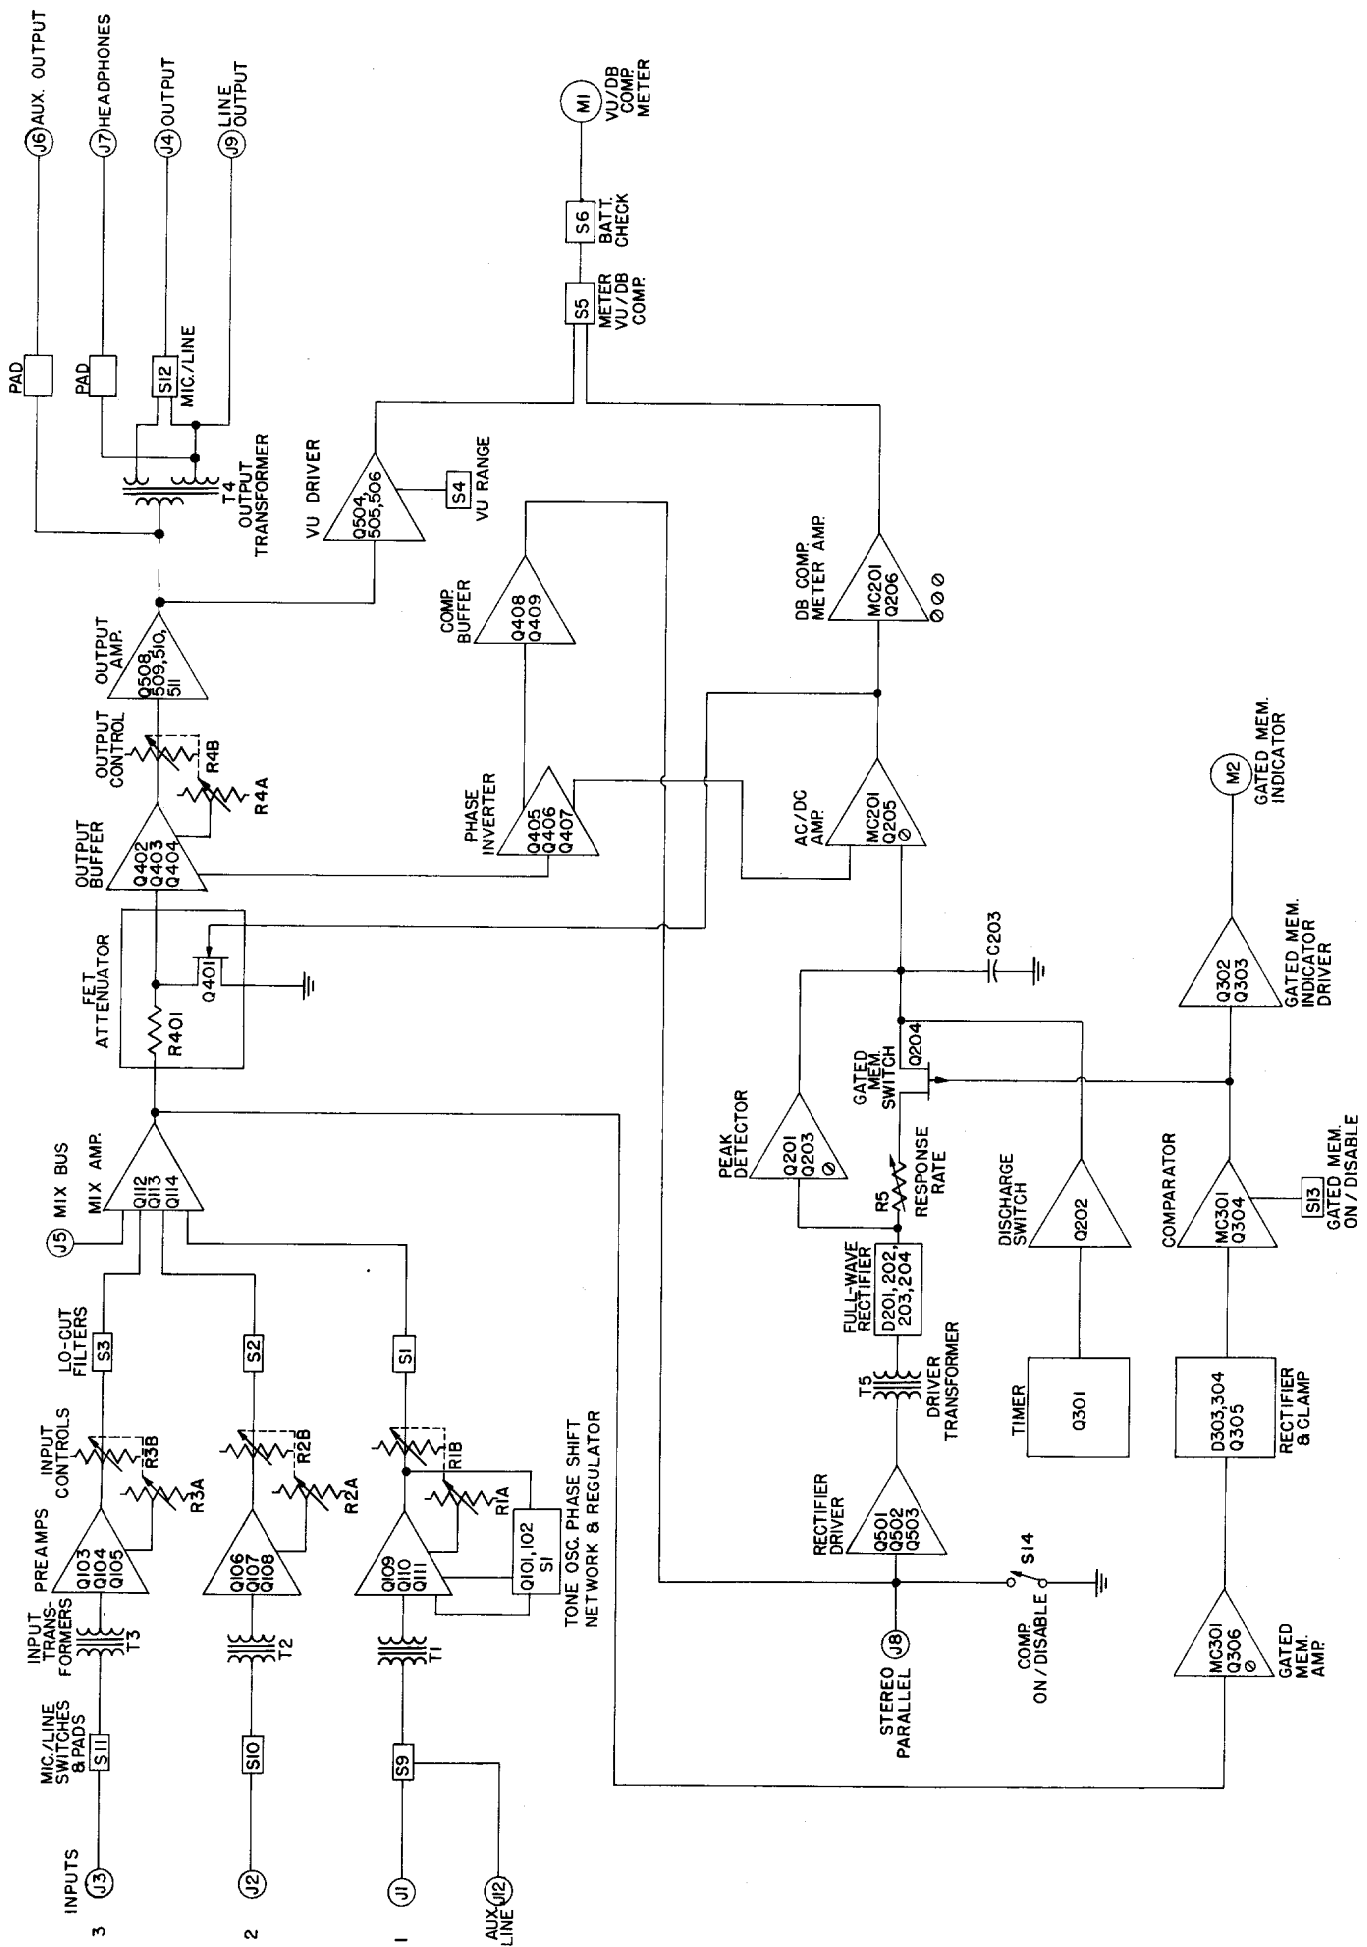 INPUTS
3
J3
MIC./LINE
SWITCHES
& PADS
S11
INPUT
TRANS-
FORMERS
T3
PREAMPS
Q103
Q104
Q105
INPUT
CONTROLS
R3B
R3A
LO-CUT
FILTERS
S3
J5 MIX BUS
MIX AMP.
Q112
Q113
Q114
FET
ATTENUATOR
R401
Q401
OUTPUT
BUFFER
Q402
Q403
Q404
OUTPUT
CONTROL
R4B
R4A
OUTPUT
AMP.
Q508,
509,510,
511
T4
OUTPUT
TRANSFORMER
PAD
PAD
S12
MIC./LINE
J6 AUX. OUTPUT
J7 HEADPHONES
J4 OUTPUT
J9 LINE
OUTPUT
2
J2
S10
T2
Q106
Q107
Q108
R2B
R2A
S2
1
J1
S9
T1
Q109
Q110
Q111
R1B
R1A
S1
AUX.
LINE
J12
Q101,102
S1
TONE OSC. PHASE SHIFT
NETWORK & REGULATOR
VU DRIVER
Q504,
505,506
S4
VU RANGE
PHASE
INVERTER
Q405
Q406
Q407
COMP.
BUFFER
Q408
Q409
METER
VU/DB
COMP.
S5
S6
BATT.
CHECK
M1
VU/DB
COMP.
METER
STEREO
PARALLEL
J8
COMP.
ON/DISABLE
S14
RECTIFIER
DRIVER
Q501
Q502
Q503
T5
DRIVER
TRANSFORMER
FULL-WAVE
RECTIFIER
D201,202,
203,204
R5
RESPONSE
RATE
PEAK
DETECTOR
Q201
Q203
GATED
MEM.
SWITCH
Q204
C203
AC/DC
AMP.
MC201
Q205
DB COMP.
METER AMP.
MC201
Q206
TIMER
Q301
DISCHARGE
SWITCH
Q202
GATED
MEM.
AMP.
MC301
Q306
RECTIFIER
& CLAMP
D303,304
Q305
COMPARATOR
MC301
Q304
S13
GATED MEM.
ON/DISABLE
Q302
Q303
GATED MEM.
INDICATOR
DRIVER
M2
GATED MEM.
INDICATOR